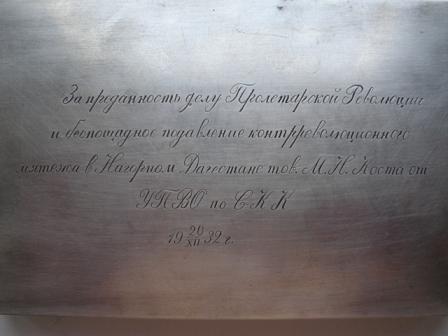 За преданность делу Пролетарской Революции
и беспощадное подавление контрреволюционного
мятежа в Нагорном Дагестане тов. М. Н. Коста от
УПВО по С К К
19 20/XII 32 г.